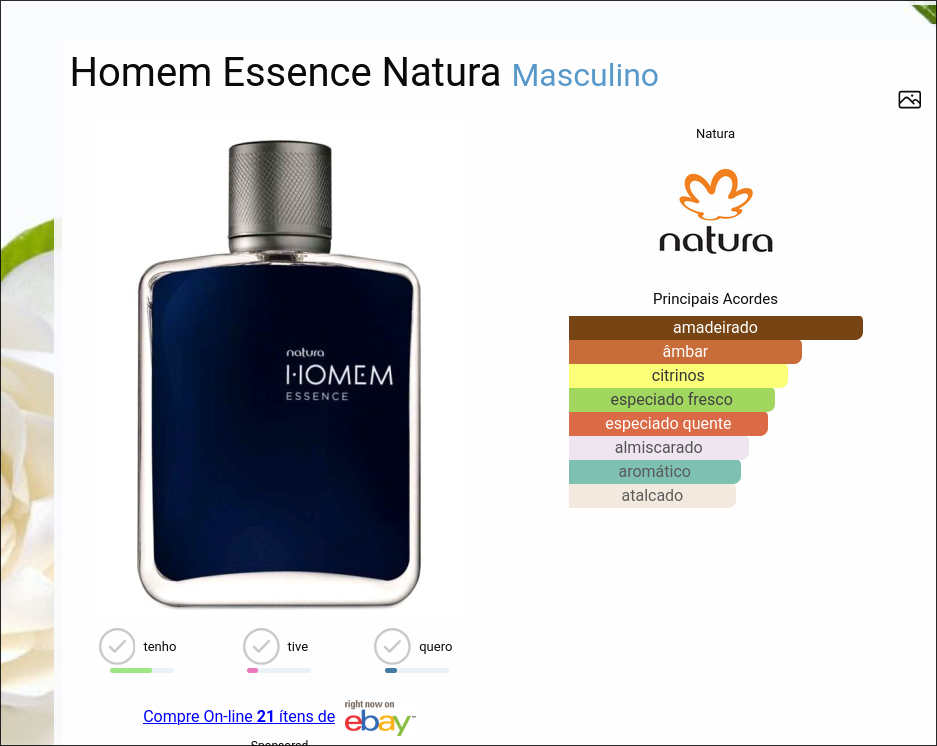 Homem Essence Natura Masculino
Natura
natura
Principais Acordes
amadeirado
âmbar
citrinos
especiado fresco
especiado quente
almiscarado
aromático
atalcado
natura
HOMEM
ESSENCE
tenho
tive
quero
Compre On-line 21 ítens de
right now on
ebay
Sponsored